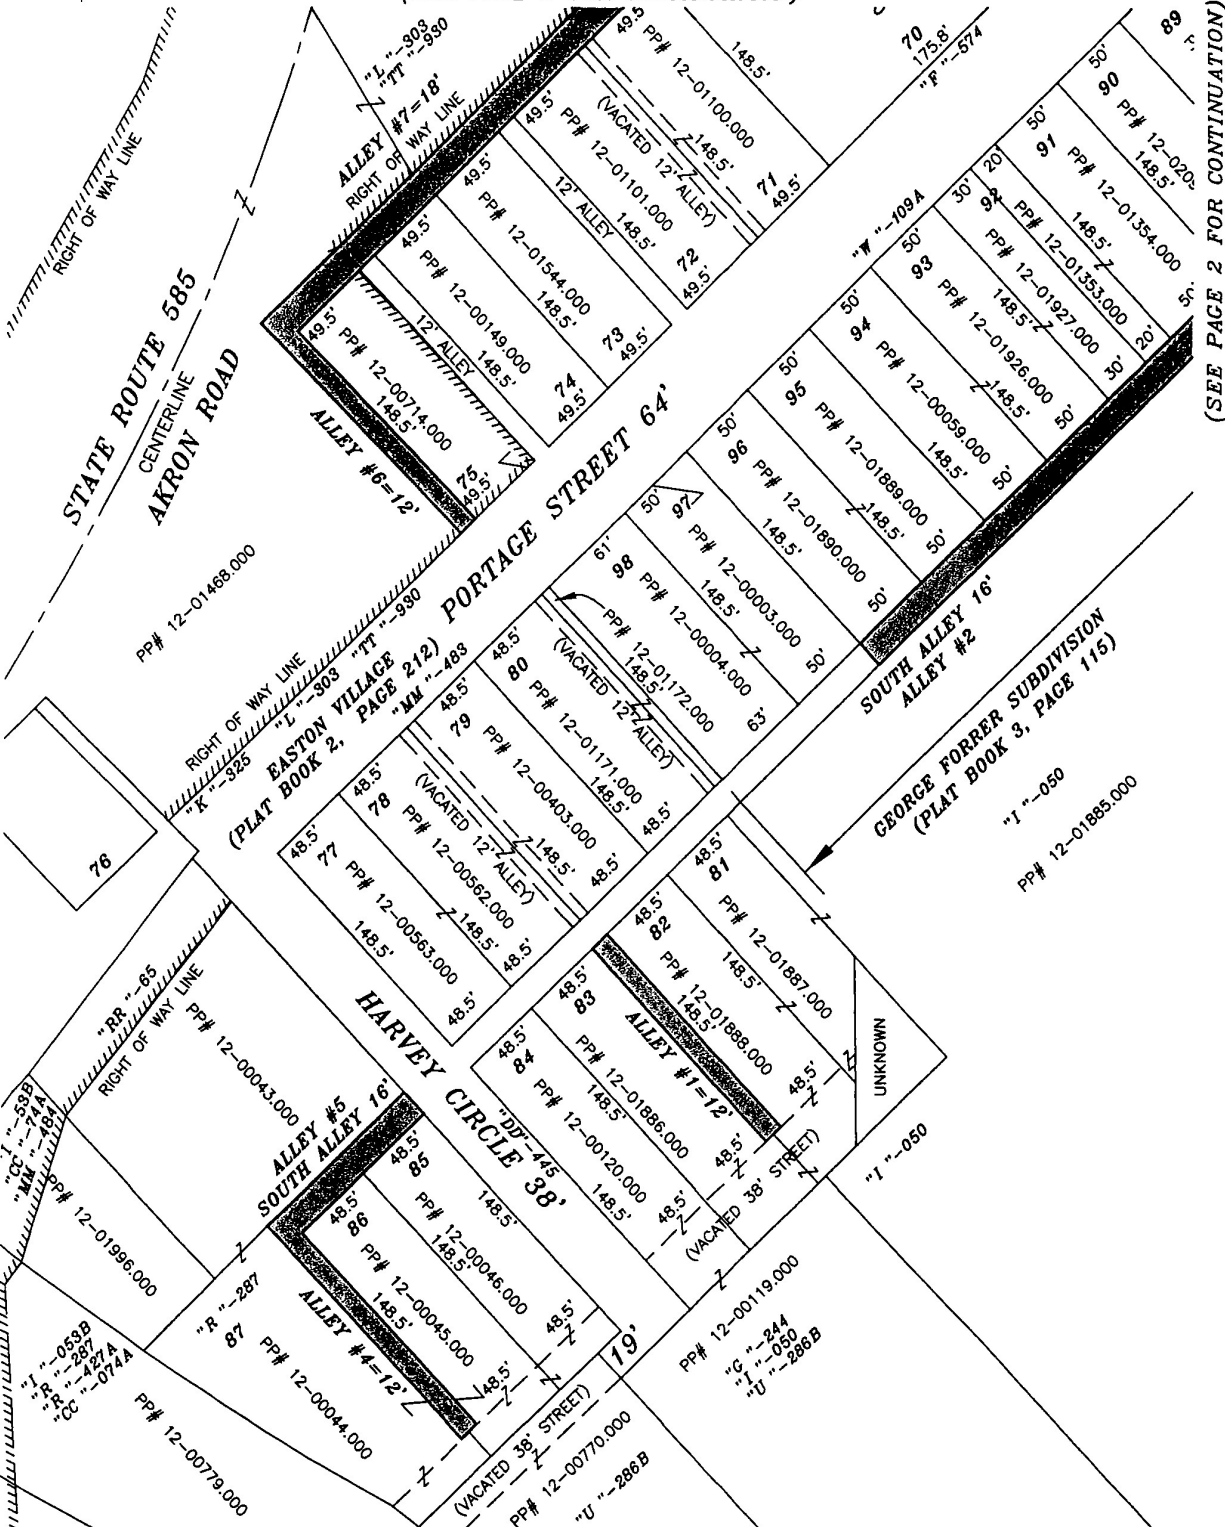 "L"-303
"TT"-930
ALLEY #7=18'
RIGHT OF WAY LINE
RIGHT OF WAY LINE
STATE ROUTE 585
CENTERLINE
AKRON ROAD
PP# 12-01468.000
49.5'
PP# 12-01100.000
148.5'
148.5'
71
49.5'
70
175.8'
"F"-574
(VACATED 12' ALLEY)
49.5'
PP# 12-01101.000
148.5'
72
49.5'
12' ALLEY
49.5'
PP# 12-01544.000
148.5'
73
49.5'
49.5'
PP# 12-00149.000
148.5'
74
49.5'
12' ALLEY
49.5'
PP# 12-00714.000
148.5'
75
49.5'
ALLEY #6=12'
PORTAGE STREET 64'
"W"-109A
89
50'
90
PP# 12-020
148.5'
50'
91
PP# 12-01354.000
148.5'
50'
20'
92
PP# 12-01353.000
20'
30'
PP# 12-01927.000
148.5'
30'
50'
93
PP# 12-01926.000
148.5'
50'
50'
94
PP# 12-00059.000
148.5'
50'
50'
95
PP# 12-01889.000
148.5'
50'
50'
96
PP# 12-01890.000
148.5'
50'
50'
97
PP# 12-00003.000
148.5'
50'
61'
98
PP# 12-00004.000
63'
PP# 12-01172.000
148.5'
(VACATED 12' ALLEY)
48.5'
80
PP# 12-01171.000
148.5'
48.5'
48.5'
79
PP# 12-00403.000
148.5'
48.5'
(VACATED 12' ALLEY)
48.5'
78
PP# 12-00562.000
148.5'
48.5'
48.5'
77
PP# 12-00563.000
148.5'
48.5'
(SEE PAGE 2 FOR CONTINUATION)
SOUTH ALLEY 16'
ALLEY #2
GEORGE FORRER SUBDIVISION
(PLAT BOOK 3, PAGE 115)
"I"-050
PP# 12-01885.000
RIGHT OF WAY LINE
"K"-325
"L"-303 "TT"-930
EASTON VILLAGE
(PLAT BOOK 2, PAGE 212)
"MM"-483
76
48.5'
81
PP# 12-01887.000
148.5'
48.5'
48.5'
82
PP# 12-01888.000
148.5'
48.5'
ALLEY #1=12'
48.5'
83
PP# 12-01886.000
148.5'
48.5'
48.5'
84
PP# 12-00120.000
148.5'
UNKNOWN
"I"-050
(VACATED 38' STREET)
HARVEY CIRCLE 38'
"DD"-445
"RR"-65
RIGHT OF WAY LINE
PP# 12-00043.000
ALLEY #5
SOUTH ALLEY 16'
48.5'
85
PP# 12-00046.000
148.5'
148.5'
48.5'
48.5'
86
PP# 12-00045.000
148.5'
48.5'
ALLEY #4=12'
"I"-53B
"CC"-74A
"MM"-484
PP# 12-01996.000
"R"-287
87
PP# 12-00044.000
"I"-053B
"R"-287
"R"-427A
"CC"-074A
PP# 12-00779.000
19'
(VACATED 38' STREET)
PP# 12-00770.000
"U"-286B
PP# 12-00119.000
"G"-244
"I"-050
"U"-286B